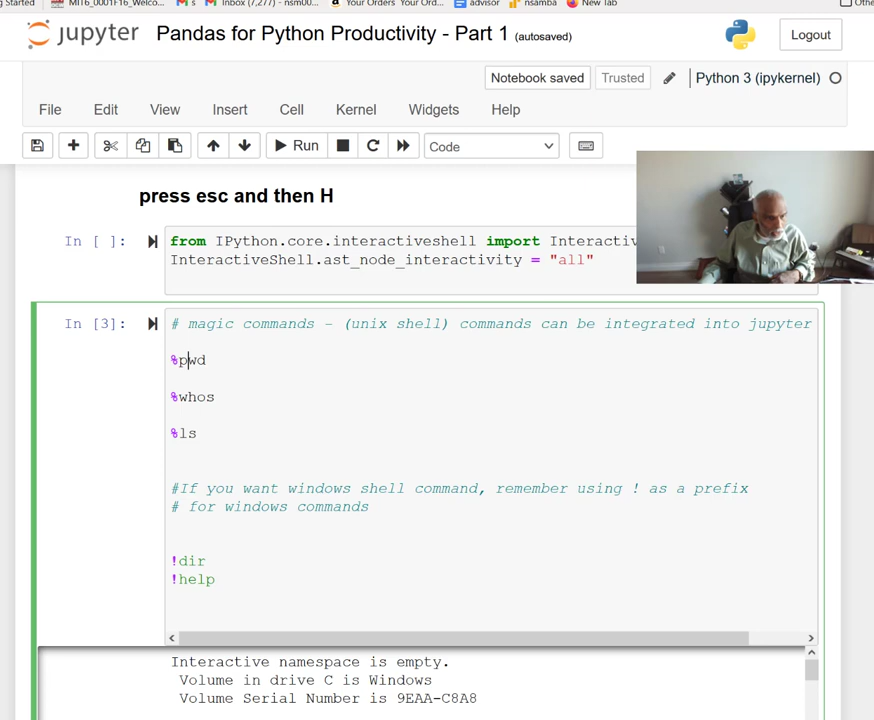 g Started MIT6_0001F16_Welco... s Inbox (7,277) - nsm00... Your Orders Your Ord... advisor nsamba New Tab Othe
jupyter Pandas for Python Productivity - Part 1 (autosaved) Logout
Notebook saved Trusted Python 3 (ipykernel)
File Edit View Insert Cell Kernel Widgets Help
Run Code
press esc and then H
In [ ]: from IPython.core.interactiveshell import Interactiv
InteractiveShell.ast_node_interactivity = "all"
In [3]: # magic commands - (unix shell) commands can be integrated into jupyter
%pwd
%whos
%ls
#If you want windows shell command, remember using ! as a prefix
# for windows commands
!dir
!help
Interactive namespace is empty.
Volume in drive C is Windows
Volume Serial Number is 9EAA-C8A8